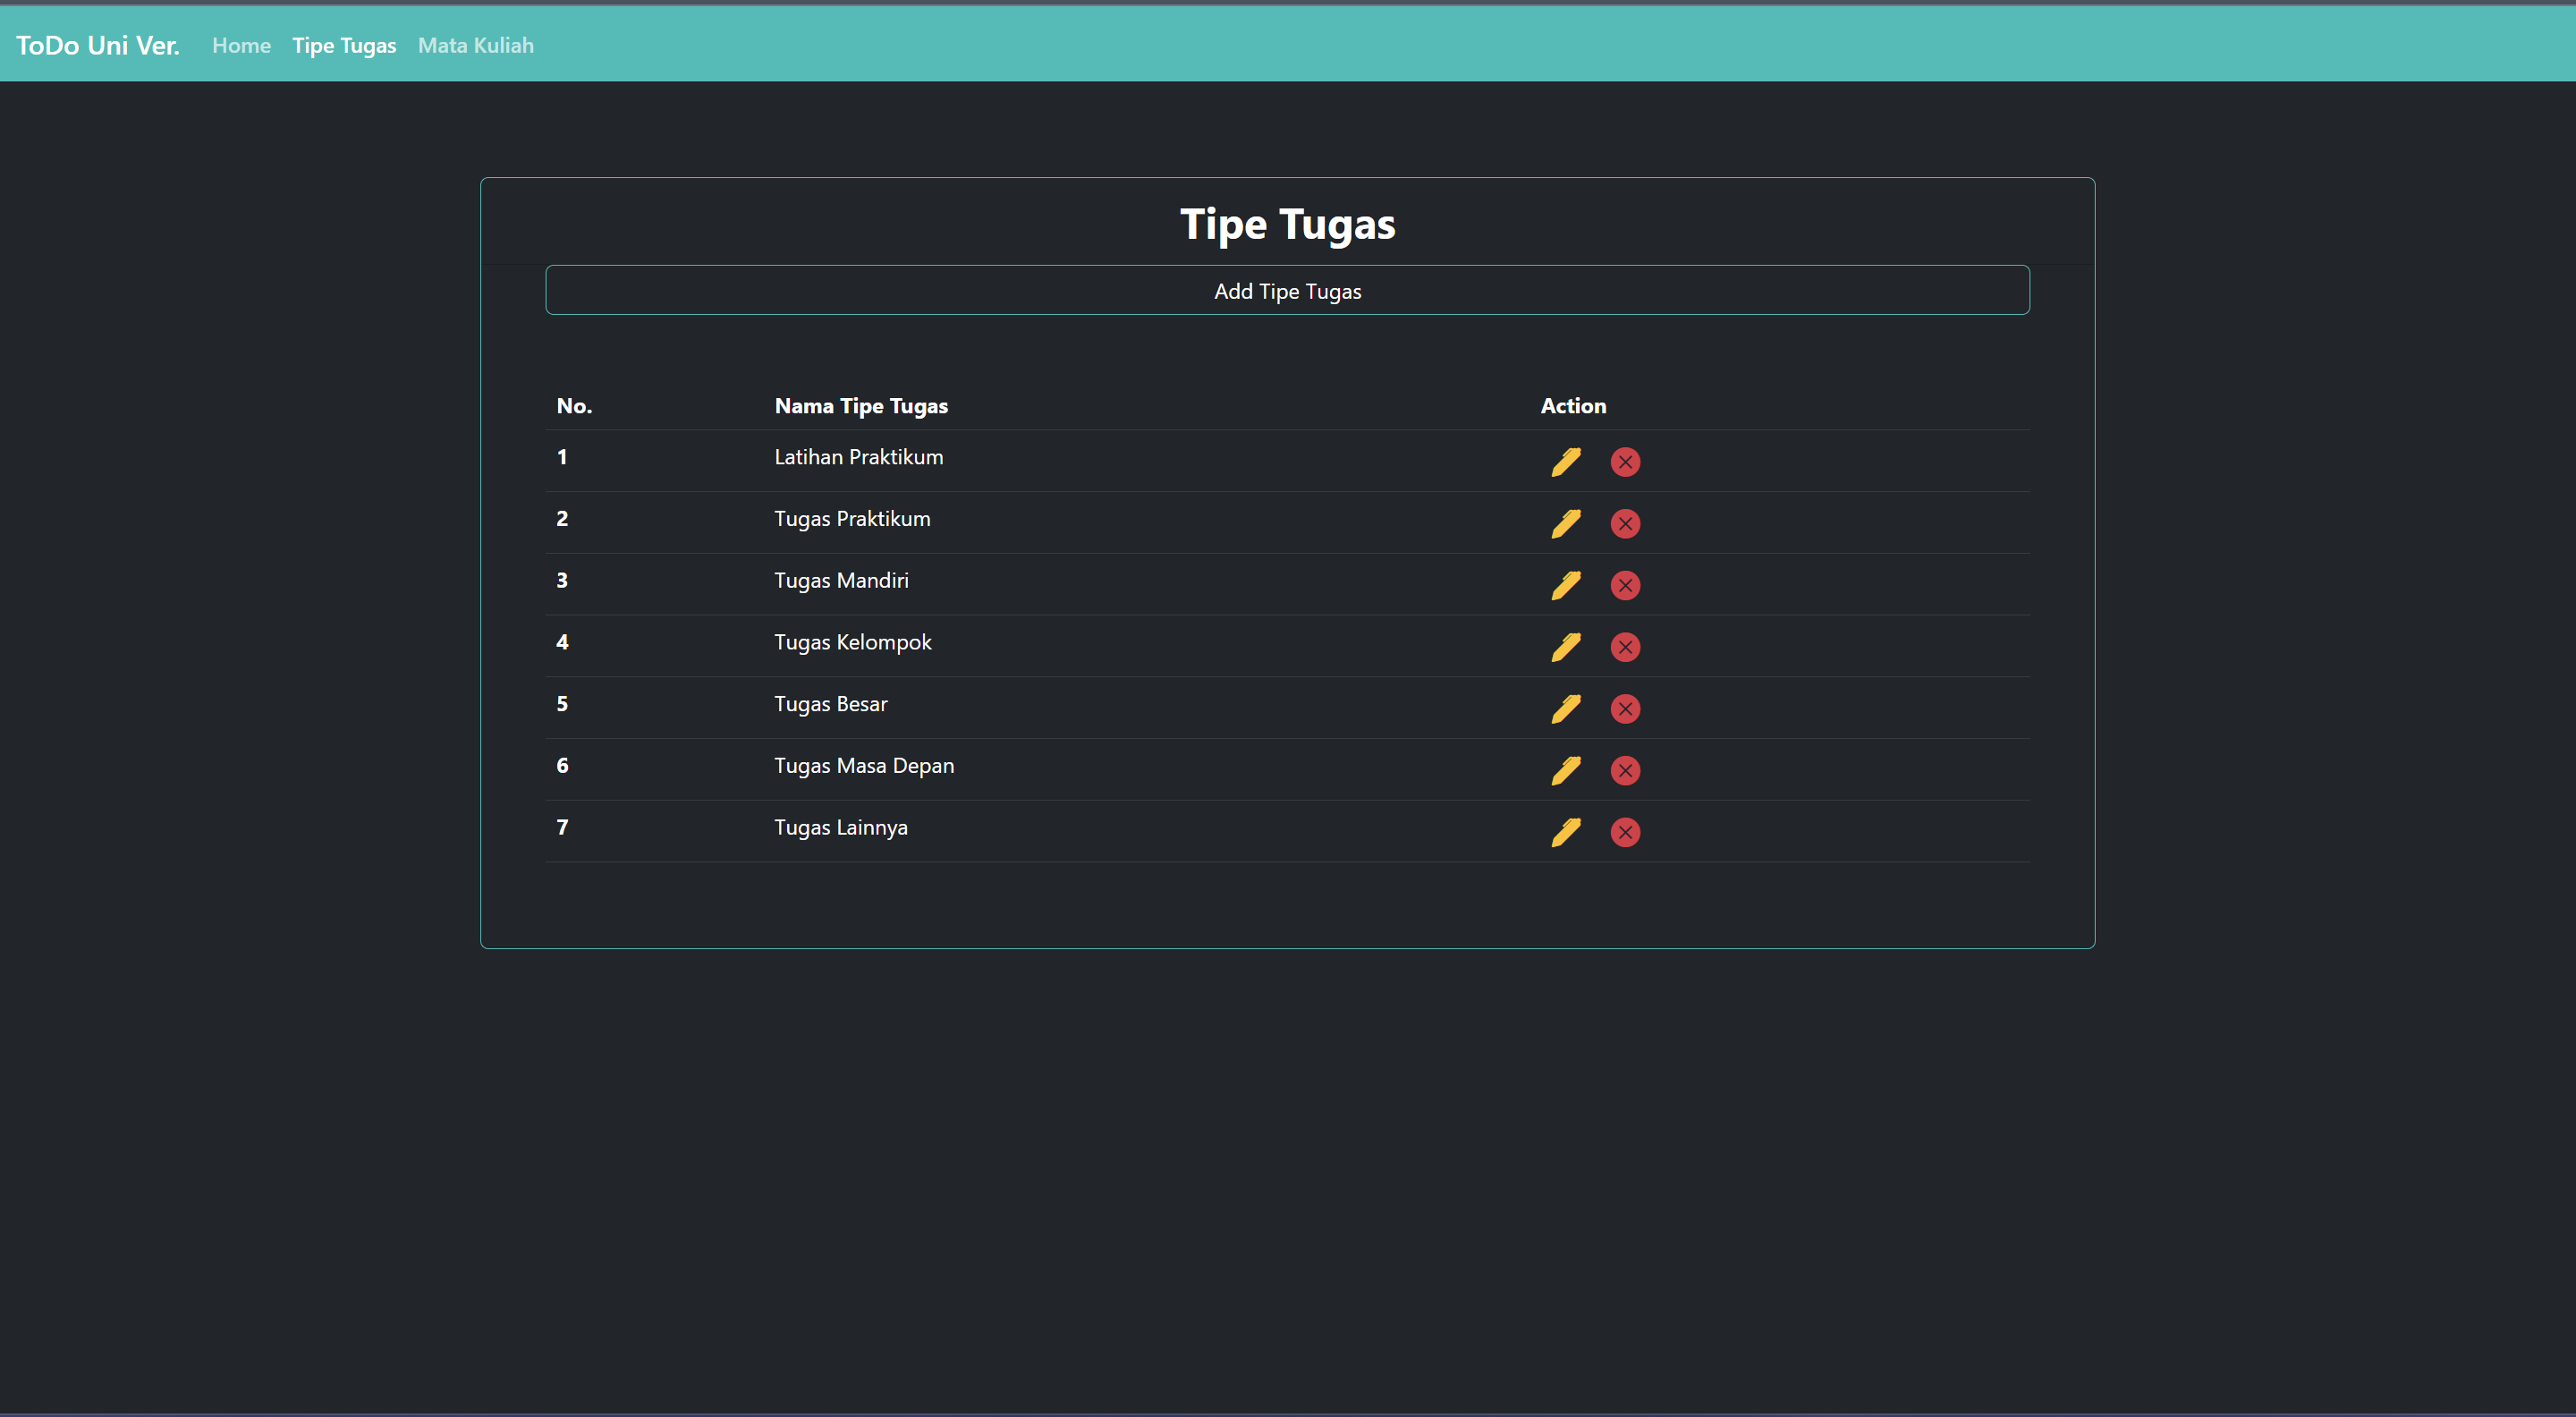 ToDo Uni Ver. Home Tipe Tugas Mata Kuliah
Tipe Tugas
Add Tipe Tugas
No. Nama Tipe Tugas Action
1 Latihan Praktikum
2 Tugas Praktikum
3 Tugas Mandiri
4 Tugas Kelompok
5 Tugas Besar
6 Tugas Masa Depan
7 Tugas Lainnya